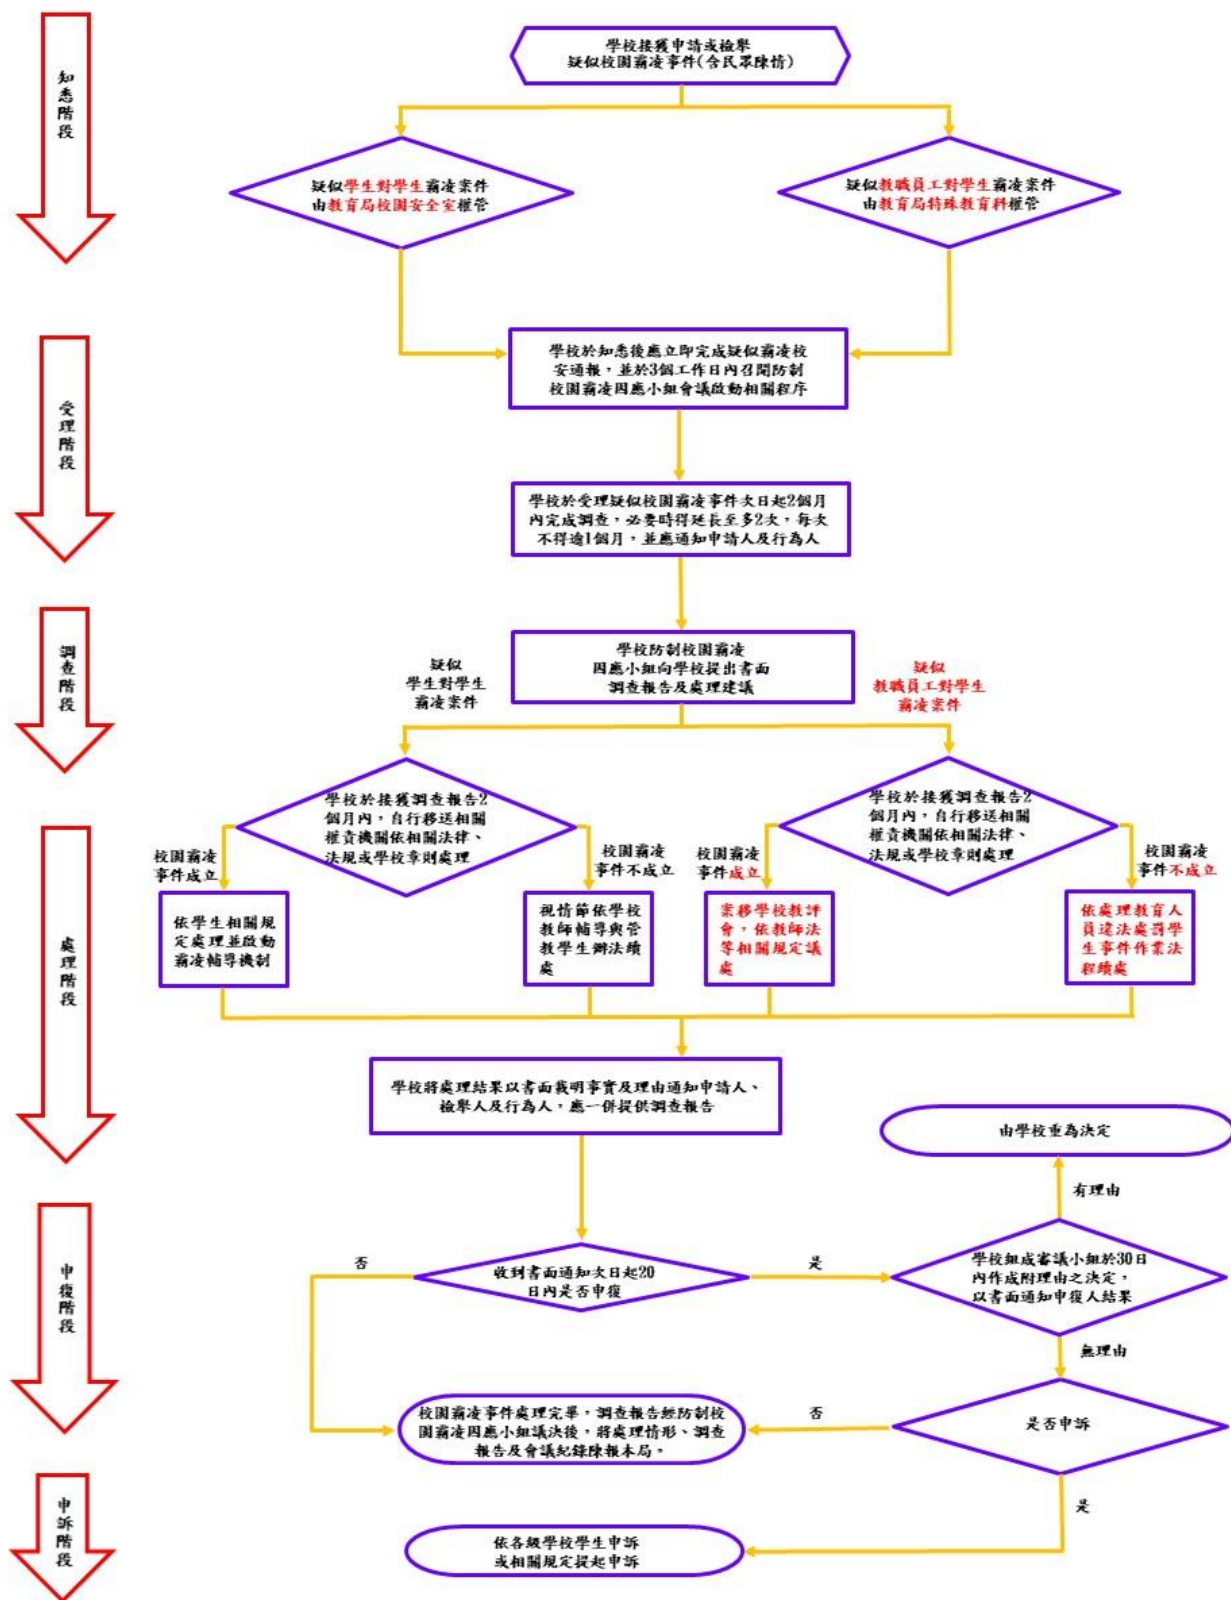 知悉階段
學校接獲申請或檢舉
疑似校園霸凌事件(含民眾陳情)
疑似學生對學生霸凌案件
由教育局校園安全室權管
疑似教職員工對學生霸凌案件
由教育局特殊教育科權管
受理階段
學校於知悉後應立即完成疑似霸凌校
安通報，並於3個工作日內召開防制
校園霸凌因應小組會議啟動相關程序
學校於受理疑似校園霸凌事件次日起2個月
內完成調查，必要時得延長至多2次，每次
不得逾1個月，並應通知申請人及行為人
調查階段
學校防制校園霸凌
因應小組向學校提出書面
調查報告及處理建議
疑似
學生對學生
霸凌案件
疑似
教職員工對學生
霸凌案件
處理階段
學校於接獲調查報告2
個月內，自行移送相關
權責機關依相關法律、
法規或學校章則處理
學校於接獲調查報告2
個月內，自行移送相關
權責機關依相關法律、
法規或學校章則處理
校園霸凌
事件成立
校園霸凌
事件不成立
校園霸凌
事件成立
校園霸凌
事件不成立
依學生相關規
定處理並啟動
霸凌輔導機制
視情節依學校
教師輔導與管
教學生辦法續
處
案移學校教評
會，依教師法
等相關規定議
處
依處理教育人
員違法處罰學
生事件作業法
程續處
學校將處理結果以書面載明事實及理由通知申請人、
檢舉人及行為人，應一併提供調查報告
由學校重為決定
有理由
申復階段
收到書面通知次日起20
日內是否申復
否
是
學校組成審議小組於30日
內作成附理由之決定，
以書面通知申復人結果
無理由
校園霸凌事件處理完畢，調查報告經防制校
園霸凌因應小組議決後，將處理情形、調查
報告及會議紀錄陳報本局。
否
是否申訴
是
申訴階段
依各級學校學生申訴
或相關規定提起申訴